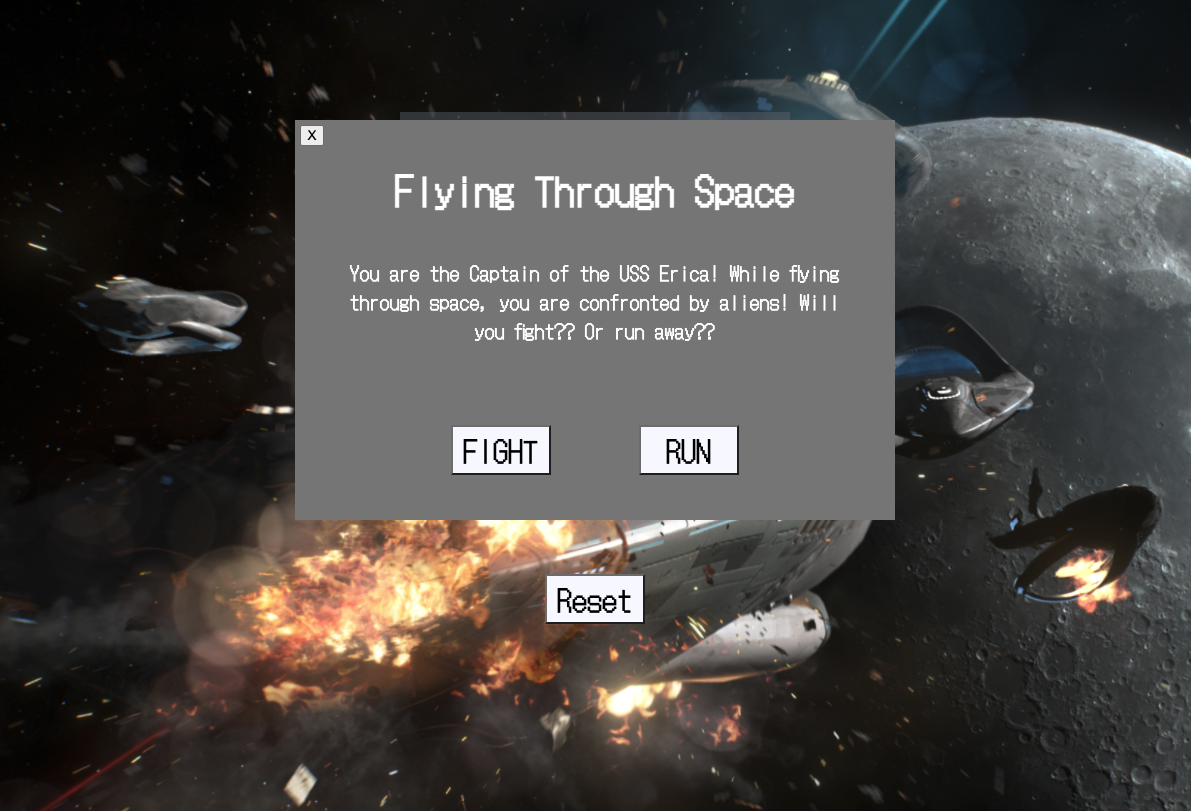 X
Flying Through Space
You are the Captain of the USS Erica! While flying
through space, you are confronted by aliens! Will
you fight?? Or run away??
FIGHT
RUN
Reset